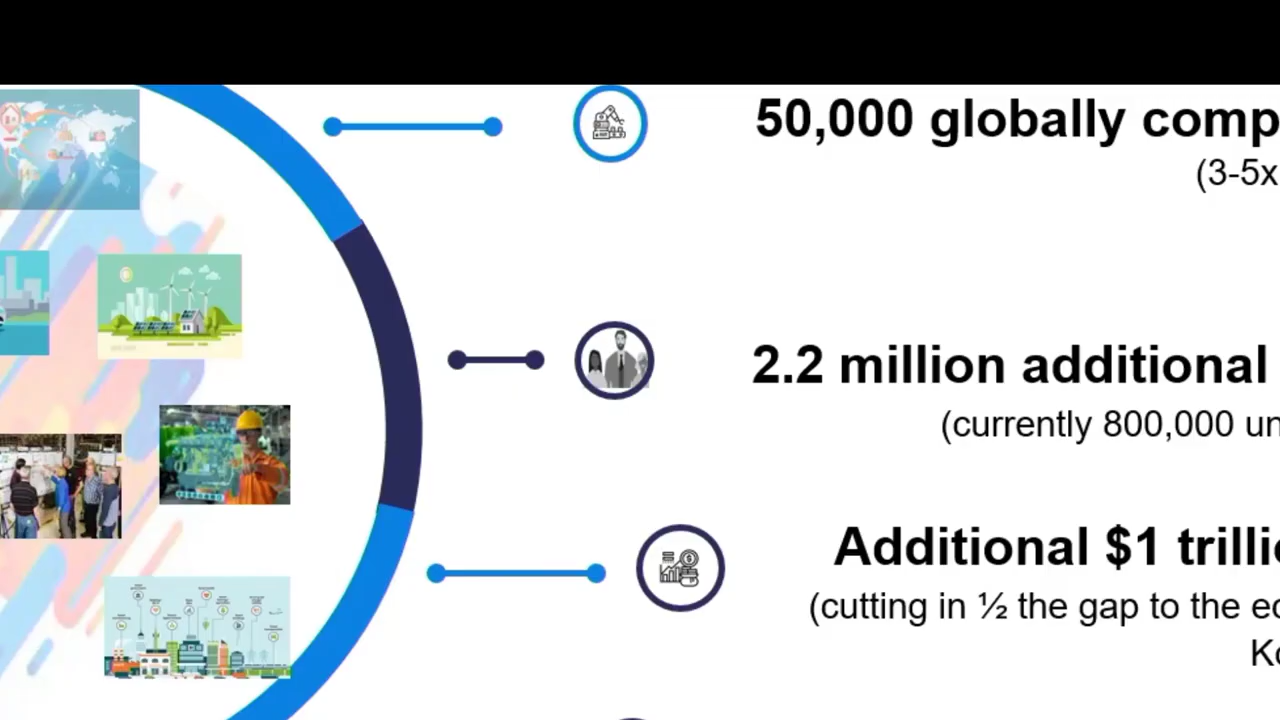 50,000 globally comp
(3-5x
2.2 million additional
(currently 800,000 un
Additional $1 trilli
(cutting in ½ the gap to the